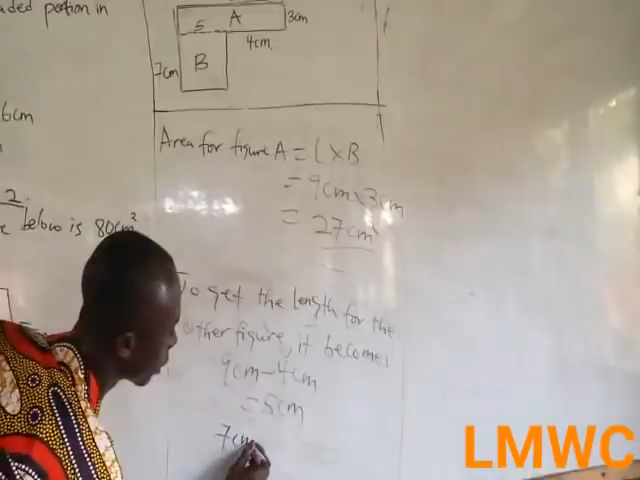 portion in
5 A 3cm
4cm
7cm B
6cm
2
below is 80cm²
Area for figure A = L x B
= 9cm x 3cm
= 27cm²
To get the length for the
other figure, it becomes
9cm - 4cm
= 5cm
7cm
LMWC